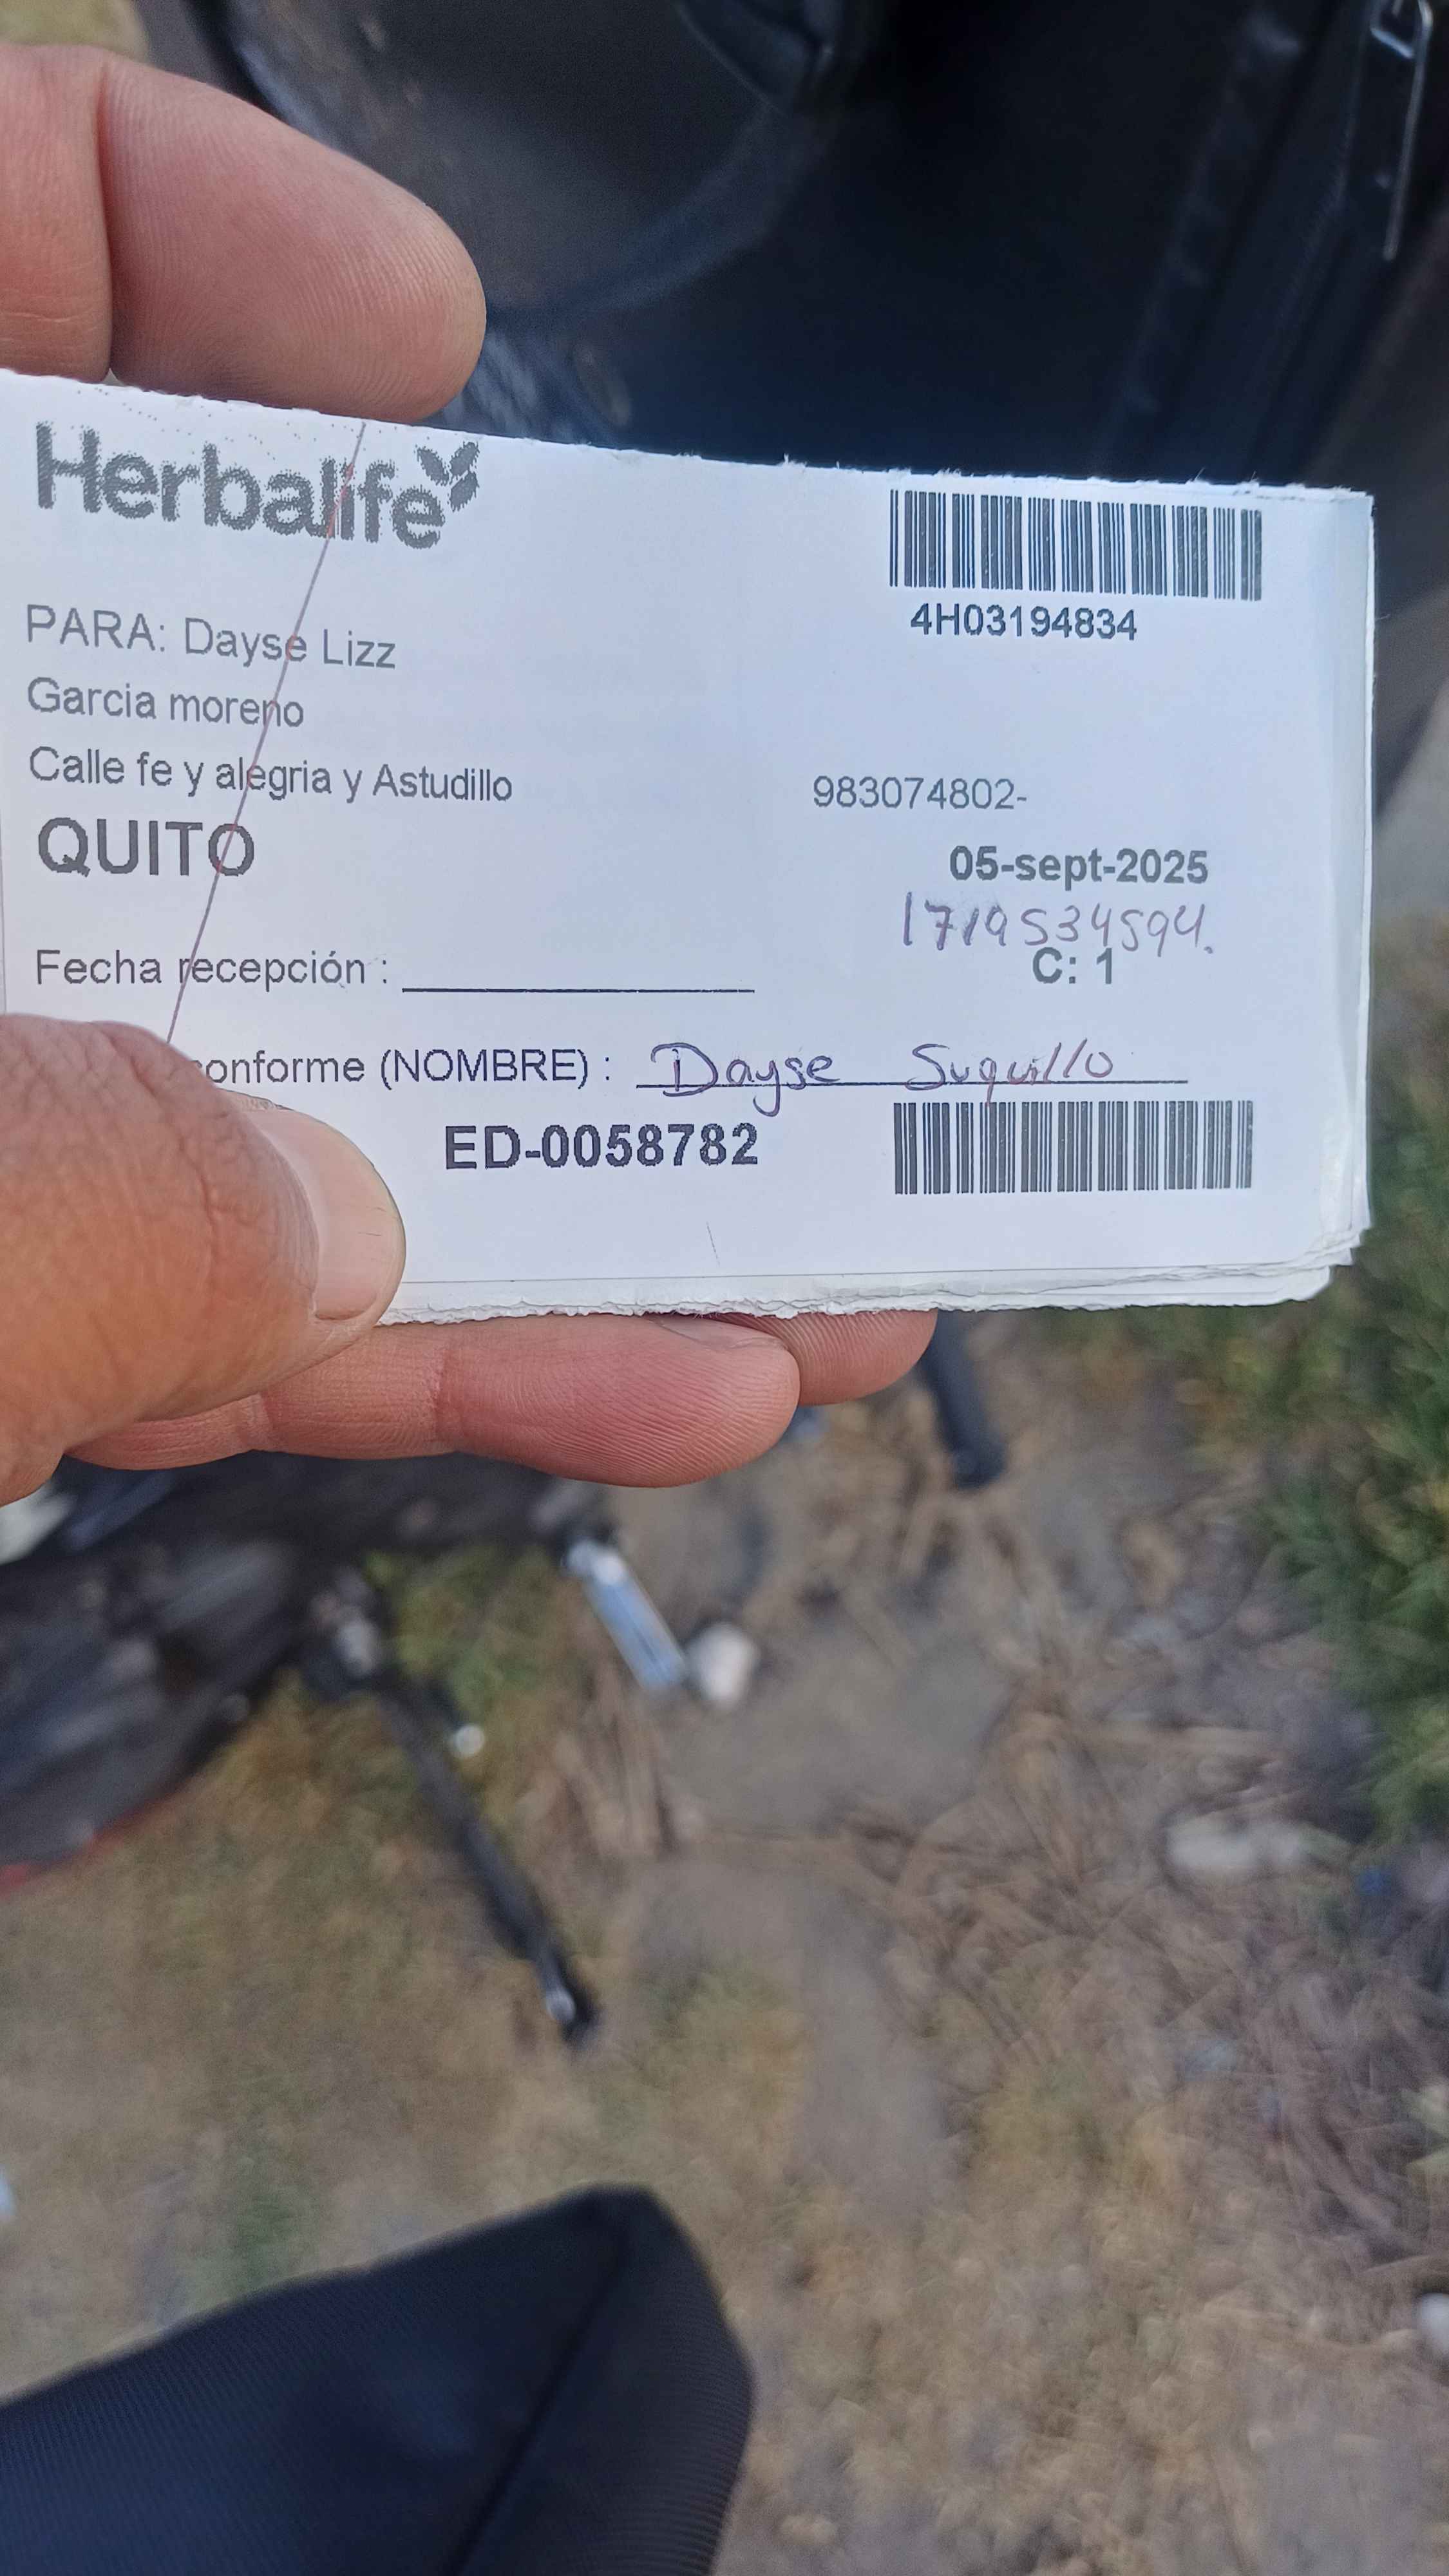 Herbalife
4H03194834
PARA: Dayse Lizz
Garcia moreno
Calle fe y alegria y Astudillo
983074802-
QUITO
05-sept-2025
1719534594.
C: 1
Fecha recepción :
conforme (NOMBRE) : Dayse Suquillo
ED-0058782